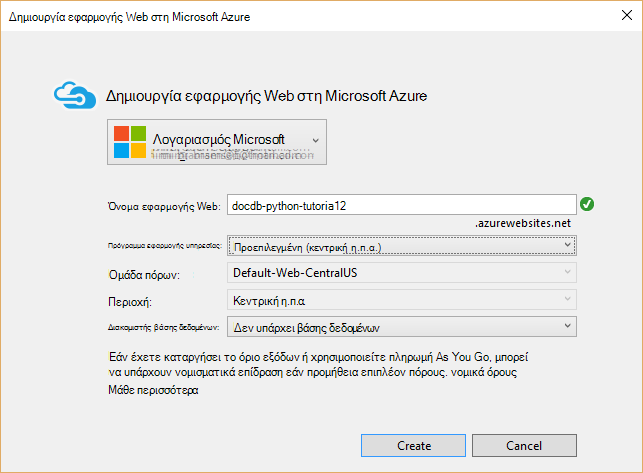 Δημιουργία εφαρμογής Web στη Microsoft Azure
Δημιουργία εφαρμογής Web στη Microsoft Azure
Λογαριασμός Microsoft
Όνομα εφαρμογής Web: docdb-python-tutoria12
.azurewebsites.net
Πρόγραμμα εφαρμογής υπηρεσίας: Προεπιλεγμένη (κεντρική η.π.α.)
Ομάδα πόρων: Default-Web-CentralUS
Περιοχή: Κεντρική η.π.α
Διακομιστής βάσης δεδομένων: Δεν υπάρχει βάσης δεδομένων
Εάν έχετε καταργήσει το όριο εξόδων ή χρησιμοποιείτε πληρωμή As You Go, μπορεί
να υπάρχουν νομισματικά επίδραση εάν προμήθεια επιπλέον πόρους. νομικά όρους
Μάθε περισσότερα
Create Cancel